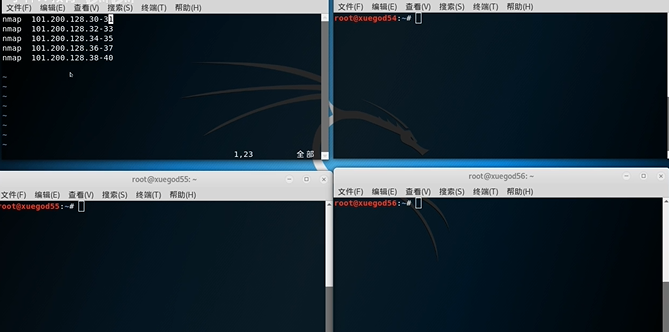 文件(F) 编辑(E) 查看(V) 搜索(S) 终端(T) 帮助(H)
nmap 101.200.128.30-31
nmap 101.200.128.32-33
nmap 101.200.128.34-35
nmap 101.200.128.36-37
nmap 101.200.128.38-40
~
~
~
~
~
~
~
~
1,23 全部
文件(F) 编辑(E) 查看(V) 搜索(S) 终端(T) 帮助(H)
root@xuegod54:~#
root@xuegod55: ~
文件(F) 编辑(E) 查看(V) 搜索(S) 终端(T) 帮助(H)
root@xuegod55:~#
root@xuegod56: ~
文件(F) 编辑(E) 查看(V) 搜索(S) 终端(T) 帮助(H)
root@xuegod56:~#